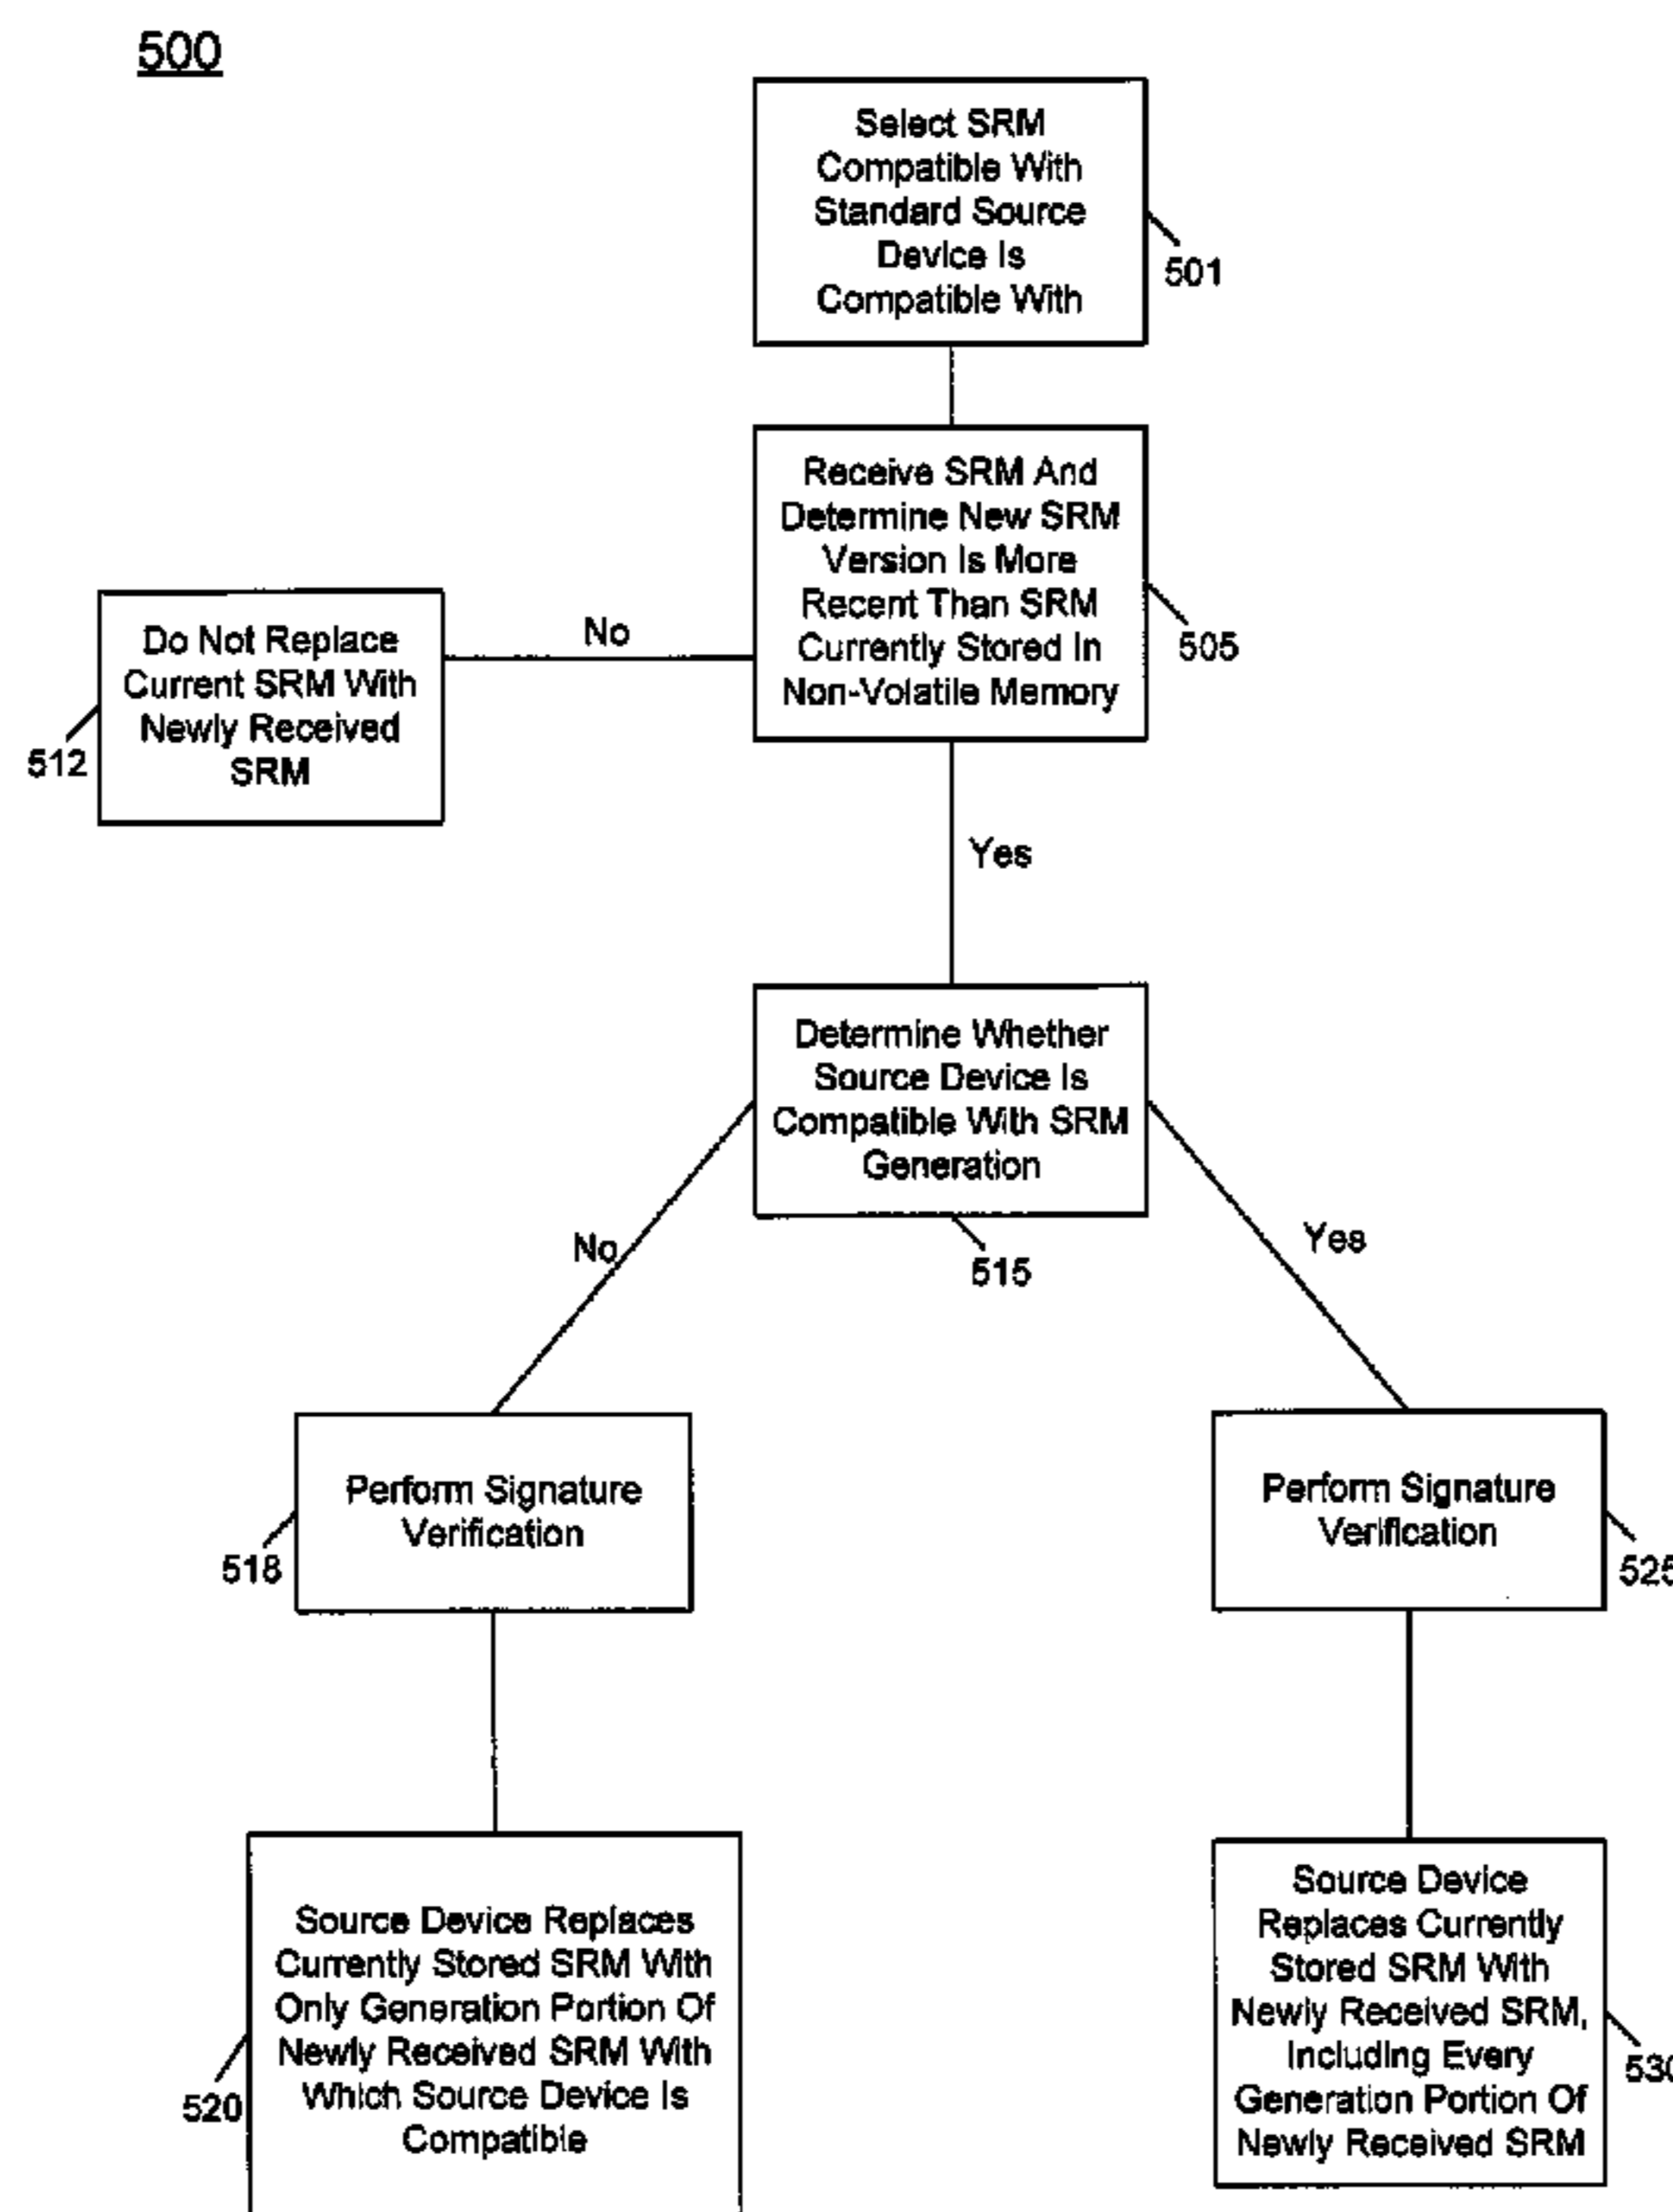 500
Select SRM
Compatible With
Standard Source
Device Is
Compatible With
501
Receive SRM And
Determine New SRM
Version Is More
Recent Than SRM
Currently Stored In
Non-Volatile Memory
505
No
Do Not Replace
Current SRM With
Newly Received
SRM
512
Yes
Determine Whether
Source Device Is
Compatible With SRM
Generation
515
No
Yes
Perform Signature
Verification
518
Perform Signature
Verification
525
Source Device Replaces
Currently Stored SRM With
Only Generation Portion Of
Newly Received SRM With
Which Source Device Is
Compatible
520
Source Device
Replaces Currently
Stored SRM With
Newly Received SRM,
Including Every
Generation Portion Of
Newly Received SRM
530